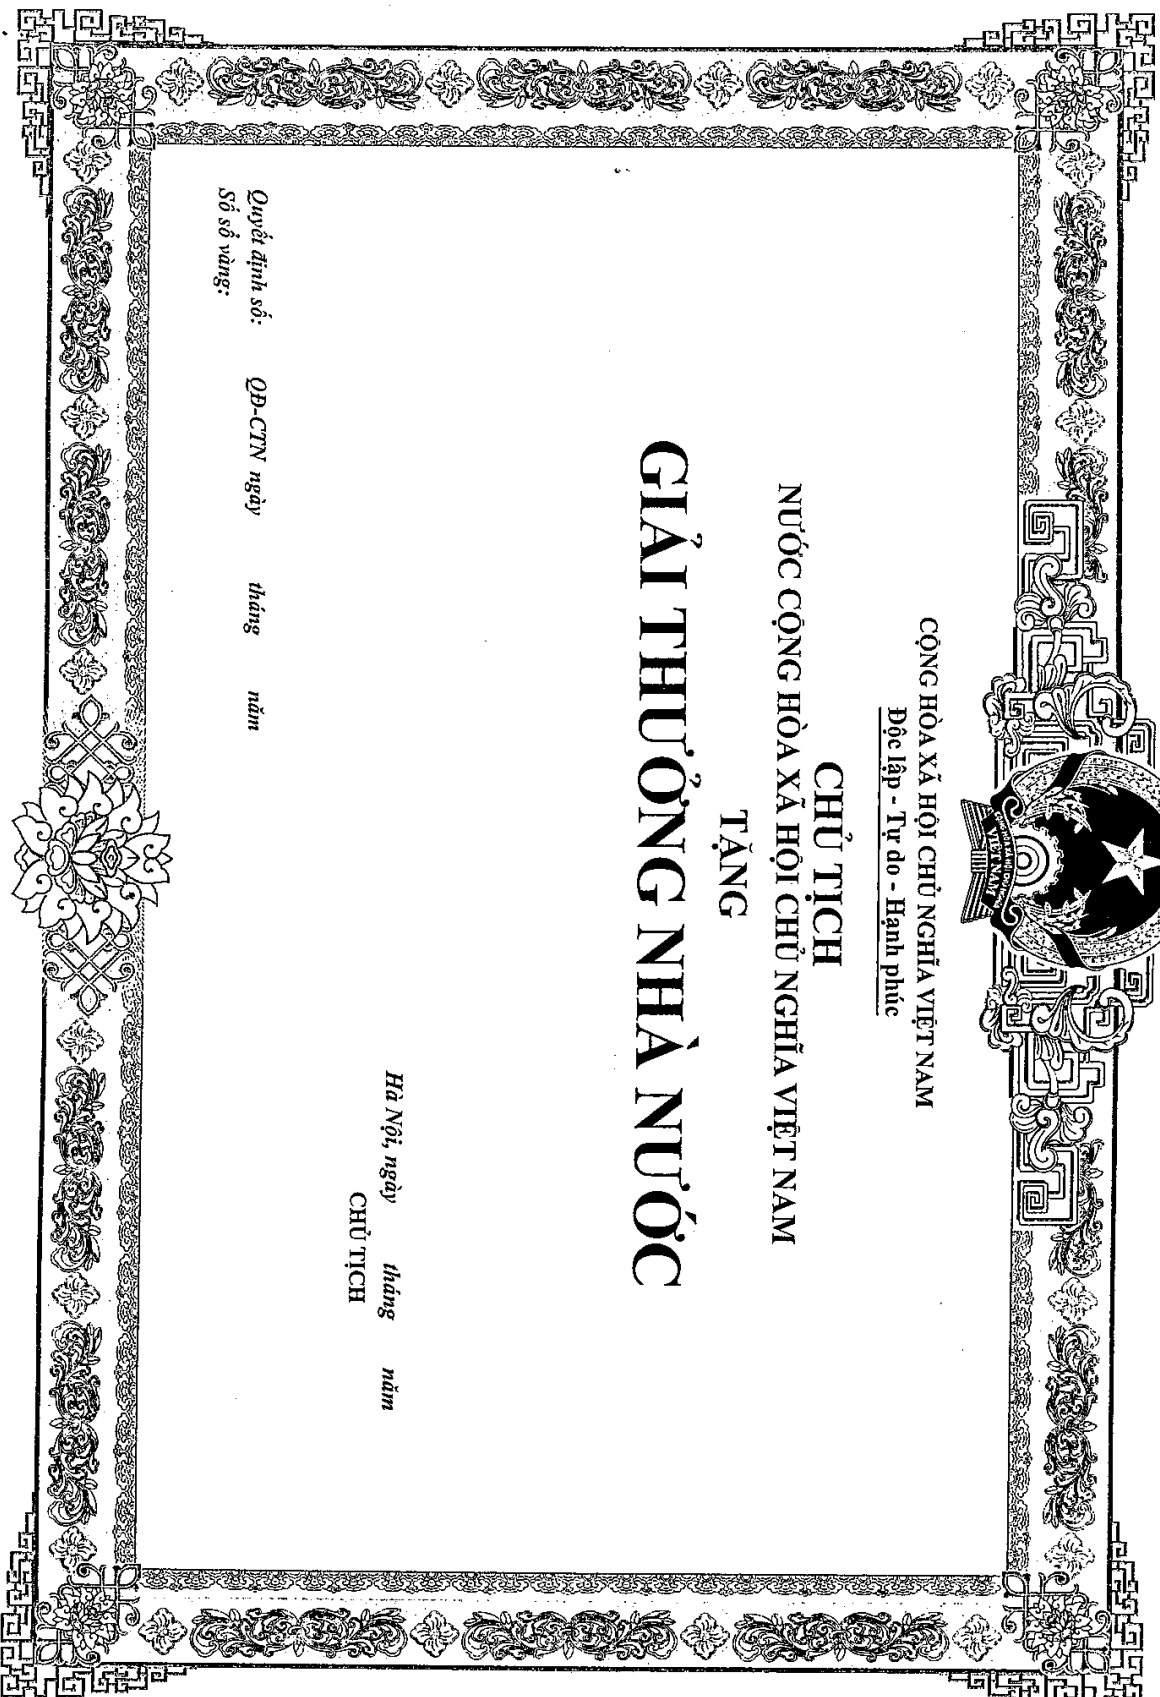 VIỆT NAM
CỘNG HÒA XÃ HỘI CHỦ NGHĨA VIỆT NAM
Độc lập - Tự do - Hạnh phúc
CHỦ TỊCH
NƯỚC CỘNG HÒA XÃ HỘI CHỦ NGHĨA VIỆT NAM
TẶNG
GIẢI THƯỞNG NHÀ NƯỚC
Hà Nội, ngày tháng năm
CHỦ TỊCH
Quyết định số: QĐ-CTN ngày tháng năm
Số sổ vàng: